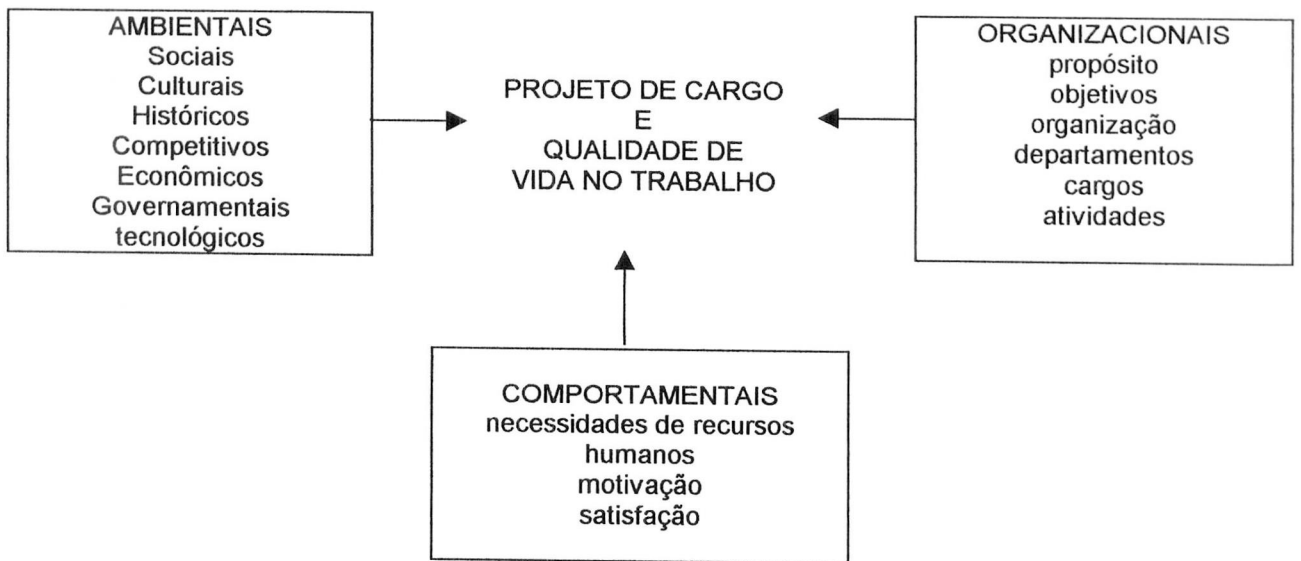 AMBIENTAIS
Sociais
Culturais
Históricos
Competitivos
Econômicos
Governamentais
tecnológicos
PROJETO DE CARGO
E
QUALIDADE DE
VIDA NO TRABALHO
ORGANIZACIONAIS
propósito
objetivos
organização
departamentos
cargos
atividades
COMPORTAMENTAIS
necessidades de recursos
humanos
motivação
satisfação